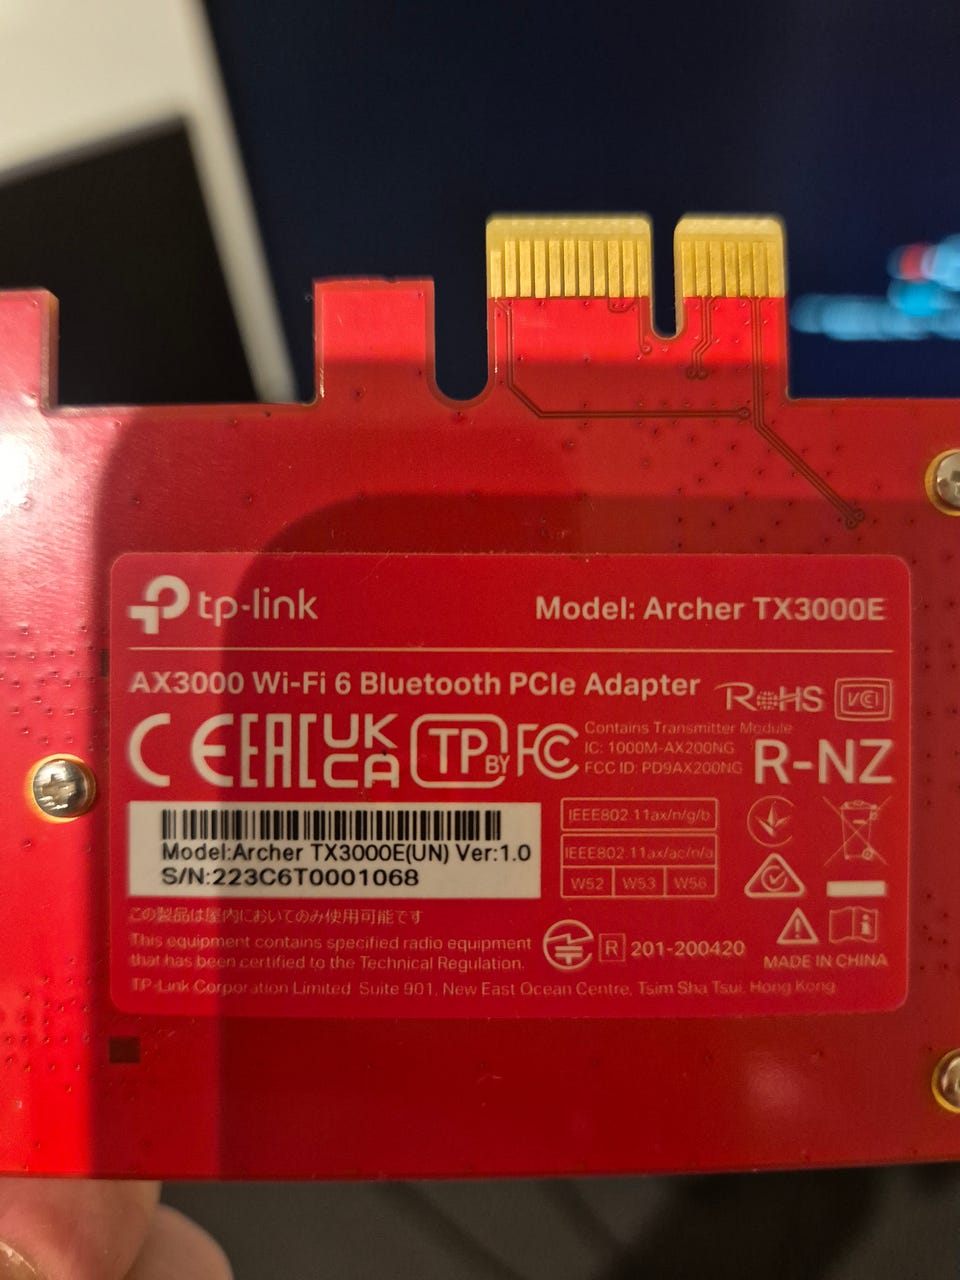 tp-link
Model: Archer TX3000E
AX3000 Wi-Fi 6 Bluetooth PCIe Adapter
RoHS
VCCI
CE EAC UK CA TP BY FC
Contains Transmitter Module
IC: 1000M-AX200NG
FCC ID: PD9AX200NG
R-NZ
Model:Archer TX3000E(UN) Ver:1.0
S/N:223C6T0001068
IEEE802.11ax/n/g/b
IEEE802.11ax/ac/n/a
W52 W53 W56
この製品は屋内においてのみ使用可能です
This equipment contains specified radio equipment
that has been certified to the Technical Regulation.
R 201-200420
MADE IN CHINA
TP-Link Corporation Limited Suite 901, New East Ocean Centre, Tsim Sha Tsui, Hong Kong